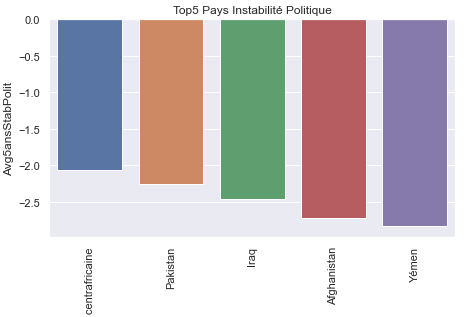 Top5 Pays Instabilité Politique
Avg5ansStabPolit
0.0
−0.5
−1.0
−1.5
−2.0
−2.5
centrafricaine
Pakistan
Iraq
Afghanistan
Yémen